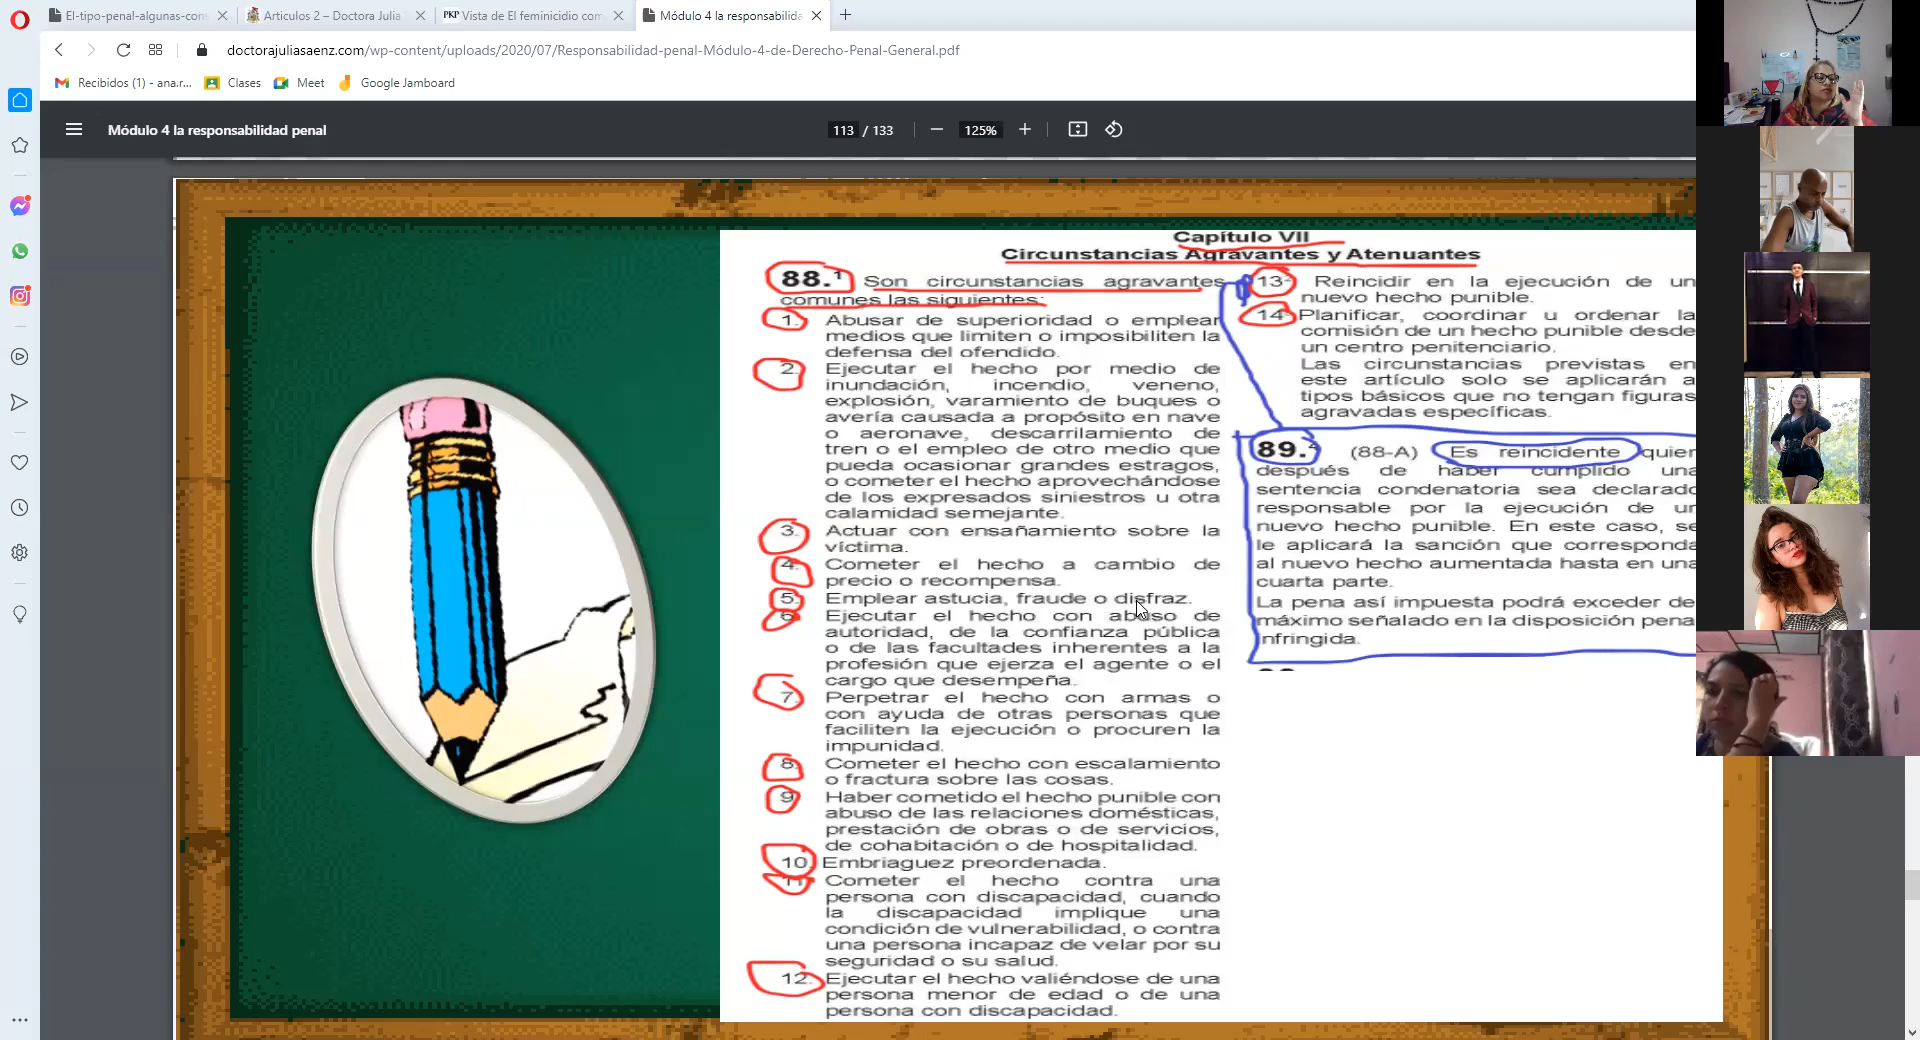 El-tipo-penal-algunas-con
Articulos 2 – Doctora Julia
PKP Vista de El feminicidio com
Módulo 4 la responsabilida
doctorajuliasaenz.com/wp-content/uploads/2020/07/Responsabilidad-penal-Módulo-4-de-Derecho-Penal-General.pdf
Recibidos (1) - ana.r...
Clases
Meet
Google Jamboard
Módulo 4 la responsabilidad penal
113 / 133
125%
Capítulo VII
Circunstancias Agravantes y Atenuantes
88.¹ Son circunstancias agravantes
comunes las siguientes:
1. Abusar de superioridad o emplear
medios que limiten o imposibiliten la
defensa del ofendido.
2. Ejecutar el hecho por medio de
inundación, incendio, veneno,
explosión, varamiento de buques o
avería causada a propósito en nave
o aeronave, descarrilamiento de
tren o el empleo de otro medio que
pueda ocasionar grandes estragos,
o cometer el hecho aprovechándose
de los expresados siniestros u otra
calamidad semejante.
3. Actuar con ensañamiento sobre la
víctima.
4. Cometer el hecho a cambio de
precio o recompensa.
5. Emplear astucia, fraude o disfraz.
6. Ejecutar el hecho con abuso de
autoridad, de la confianza pública
o de las facultades inherentes a la
profesión que ejerza el agente o el
cargo que desempeña.
7. Perpetrar el hecho con armas o
con ayuda de otras personas que
faciliten la ejecución o procuren la
impunidad.
8. Cometer el hecho con escalamiento
o fractura sobre las cosas.
9. Haber cometido el hecho punible con
abuso de las relaciones domésticas,
prestación de obras o de servicios,
de cohabitación o de hospitalidad.
10. Embriaguez preordenada.
11. Cometer el hecho contra una
persona con discapacidad, cuando
la discapacidad implique una
condición de vulnerabilidad, o contra
una persona incapaz de velar por su
seguridad o su salud.
12. Ejecutar el hecho valiéndose de una
persona menor de edad o de una
persona con discapacidad.
13- Reincidir en la ejecución de un
nuevo hecho punible.
14- Planificar, coordinar u ordenar la
comisión de un hecho punible desde
un centro penitenciario.
Las circunstancias previstas en
este artículo solo se aplicarán a
tipos básicos que no tengan figuras
agravadas específicas.
89. (88-A) Es reincidente quien
después de haber cumplido una
sentencia condenatoria sea declarado
responsable por la ejecución de un
nuevo hecho punible. En este caso, se
le aplicará la sanción que corresponda
al nuevo hecho aumentada hasta en una
cuarta parte.
La pena así impuesta podrá exceder de
máximo señalado en la disposición pena
infringida.